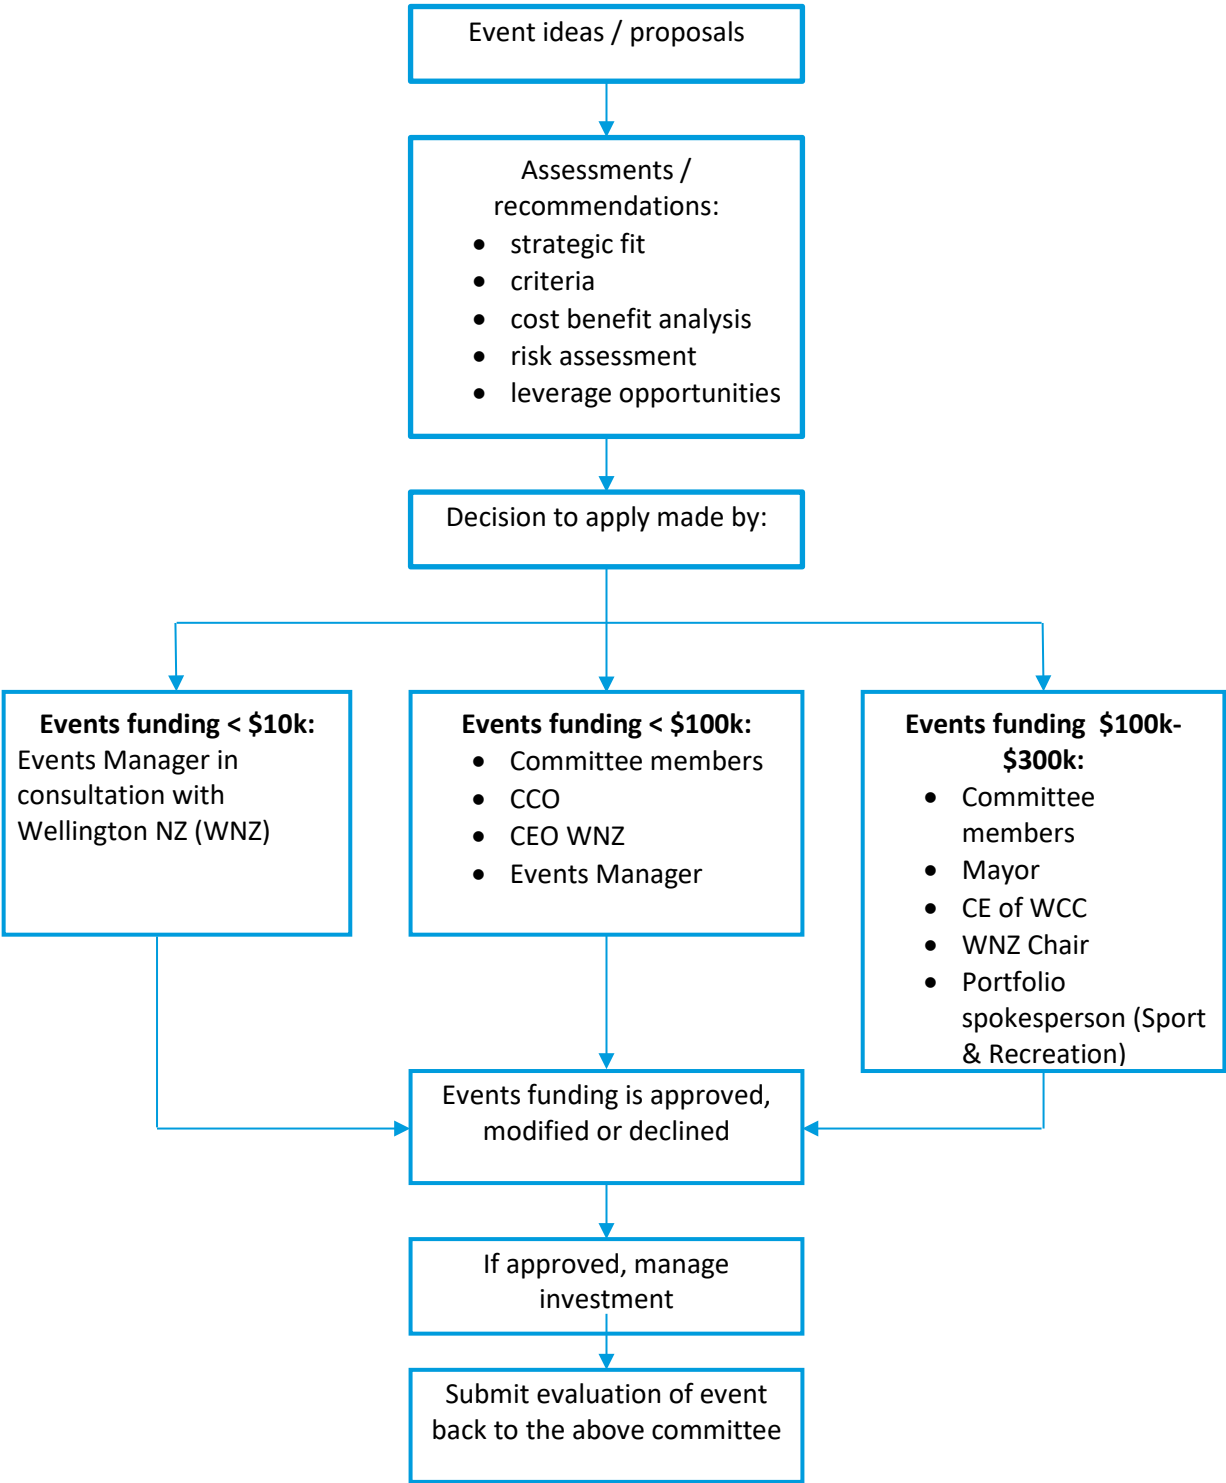 Event ideas / proposals
Assessments /
recommendations:
• strategic fit
• criteria
• cost benefit analysis
• risk assessment
• leverage opportunities
Decision to apply made by:
Events funding < $10k:
Events Manager in
consultation with
Wellington NZ (WNZ)
Events funding < $100k:
• Committee members
• CCO
• CEO WNZ
• Events Manager
Events funding  $100k-
$300k:
• Committee
members
• Mayor
• CE of WCC
• WNZ Chair
• Portfolio
spokesperson (Sport
& Recreation)
Events funding is approved,
modified or declined
If approved, manage
investment
Submit evaluation of event
back to the above committee